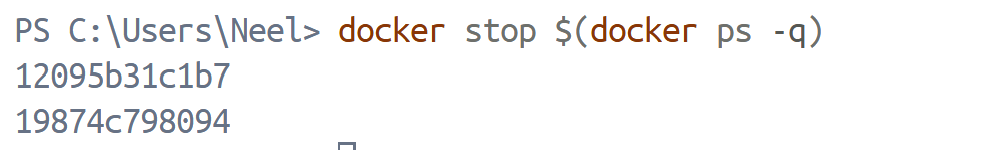 PS C:\Users\Neel> docker stop $(docker ps -q)
12095b31c1b7
19874c798094